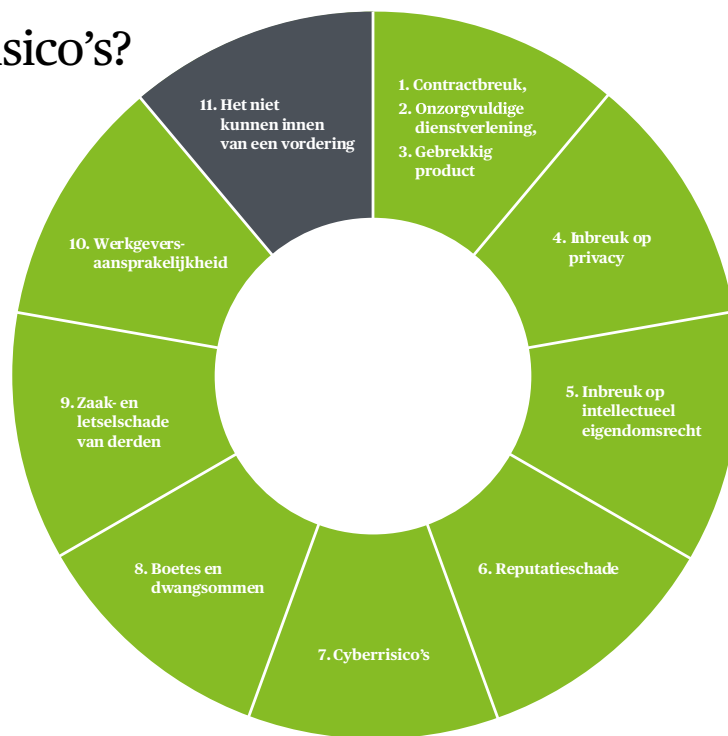 sico’s?
1. Contractbreuk,
2. Onzorgvuldige
dienstverlening,
3. Gebrekkig
product
4. Inbreuk op
privacy
5. Inbreuk op
intellectueel
eigendomsrecht
6. Reputatieschade
7. Cyberrisico’s
8. Boetes en
dwangsommen
9. Zaak- en
letselschade
van derden
10. Werkgevers-
aansprakelijkheid
11. Het niet
kunnen innen
van een vordering